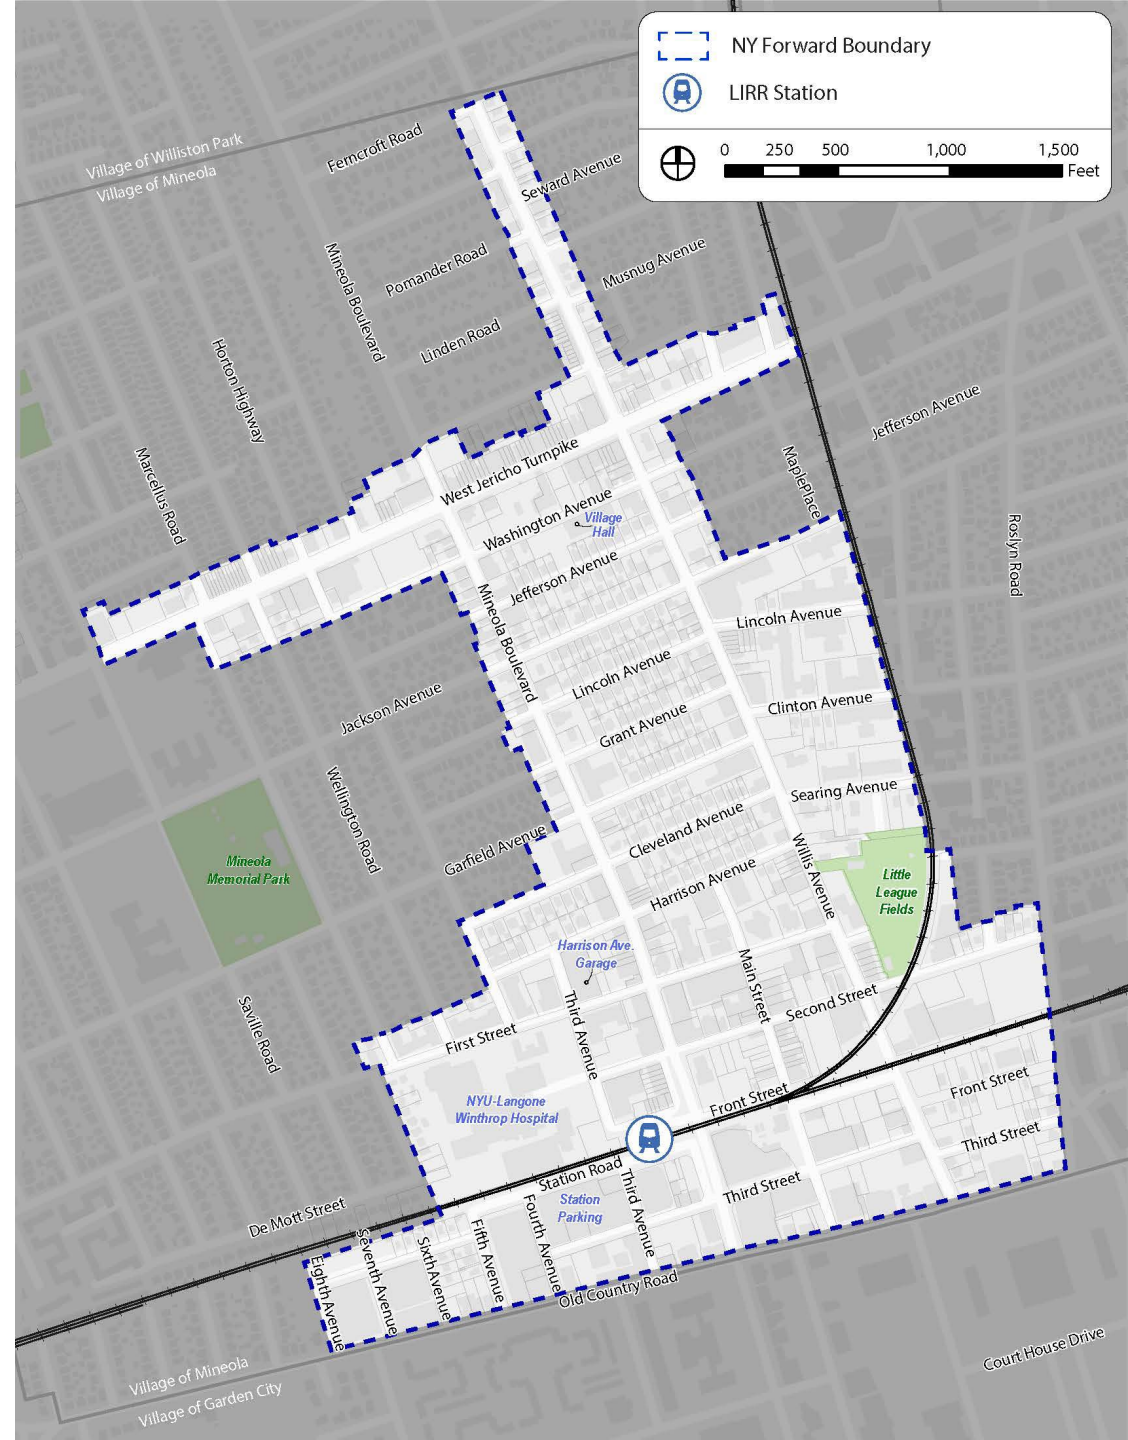 NY Forward Boundary
LIRR Station
0 250 500 1,000 1,500
Feet
Village of Williston Park
Village of Mineola
Ferncroft Road
Seward Avenue
Mineola Boulevard
Pomander Road
Musnug Avenue
Linden Road
Horton Highway
Jefferson Avenue
Marcellus Road
West Jericho Turnpike
MaplePlace
Washington Avenue
Village
Hall
Roslyn Road
Jefferson Avenue
Mineola Boulevard
Lincoln Avenue
Lincoln Avenue
Jackson Avenue
Grant Avenue
Clinton Avenue
Wellington Road
Searing Avenue
Cleveland Avenue
Garfield Avenue
Willis Avenue
Mineola
Memorial Park
Harrison Avenue
Little
League
Fields
Harrison Ave.
Garage
Main Street
Second Street
Saville Road
First Street
Third Avenue
NYU-Langone
Winthrop Hospital
Front Street
Front Street
Third Street
Station Road
Third Street
Station
Parking
Third Avenue
De Mott Street
Fourth Avenue
Fifth Avenue
Sixth Avenue
Seventh Avenue
Eighth Avenue
Old Country Road
Court House Drive
Village of Mineola
Village of Garden City